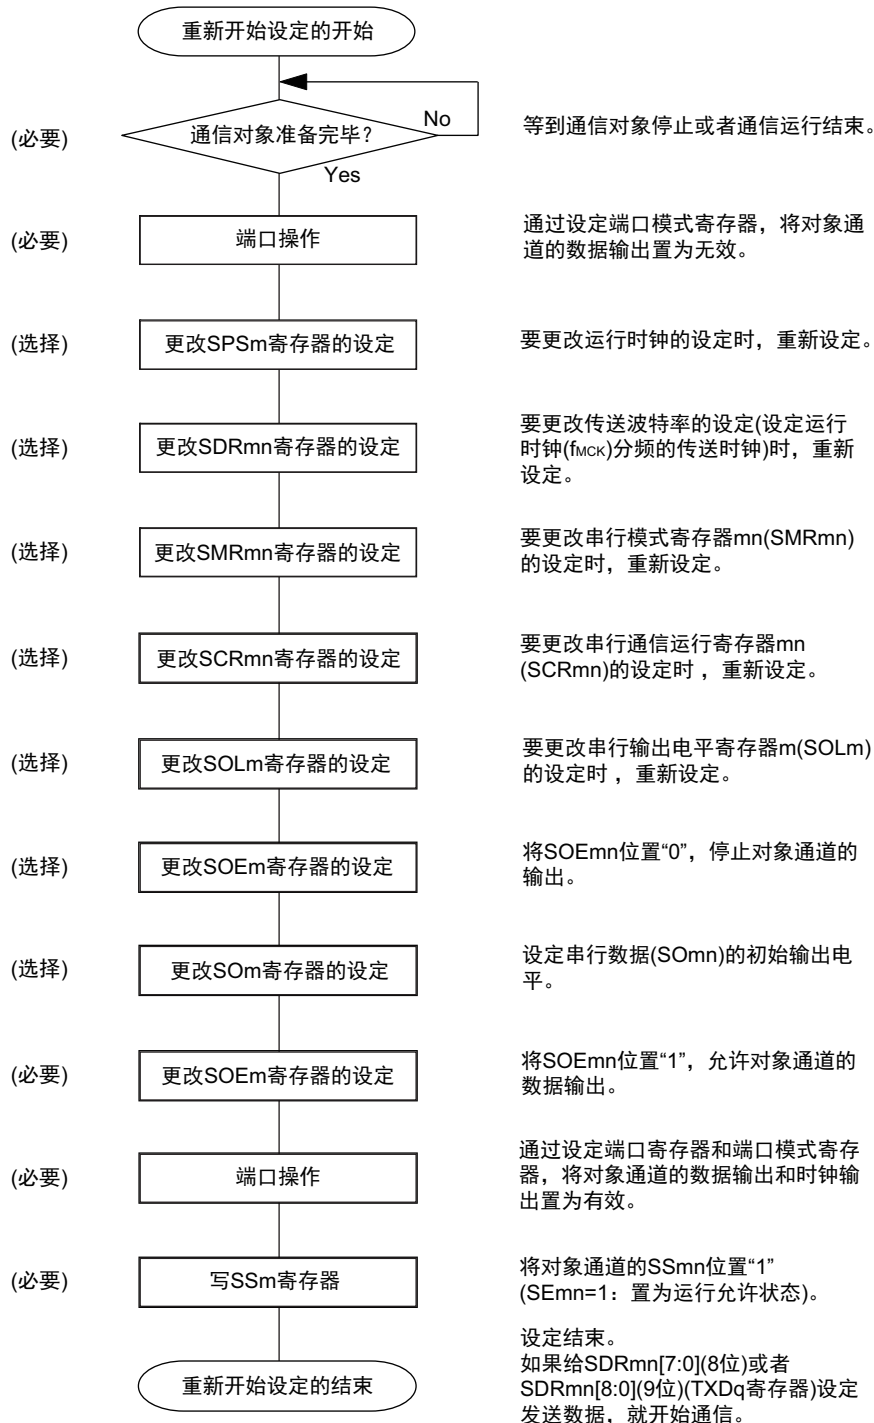 重新开始设定的开始
(必要)
通信对象准备完毕？
No
Yes
等到通信对象停止或者通信运行结束。
(必要)
端口操作
通过设定端口模式寄存器，将对象通
道的数据输出置为无效。
(选择)
更改SPSm寄存器的设定
要更改运行时钟的设定时，重新设定。
(选择)
更改SDRmn寄存器的设定
要更改传送波特率的设定(设定运行
时钟(fMCK)分频的传送时钟)时，重新
设定。
(选择)
更改SMRmn寄存器的设定
要更改串行模式寄存器mn(SMRmn)
的设定时，重新设定。
(选择)
更改SCRmn寄存器的设定
要更改串行通信运行寄存器mn
(SCRmn)的设定时 ，重新设定。
(选择)
更改SOLm寄存器的设定
要更改串行输出电平寄存器m(SOLm)
的设定时 ，重新设定。
(选择)
更改SOEm寄存器的设定
将SOEmn位置“0”，停止对象通道的
输出。
(选择)
更改SOm寄存器的设定
设定串行数据(SOmn)的初始输出电
平。
(必要)
更改SOEm寄存器的设定
将SOEmn位置“1”，允许对象通道的
数据输出。
(必要)
端口操作
通过设定端口寄存器和端口模式寄存
器，将对象通道的数据输出和时钟输
出置为有效。
(必要)
写SSm寄存器
将对象通道的SSmn位置“1”
(SEmn=1：置为运行允许状态)。
重新开始设定的结束
设定结束。
如果给SDRmn[7:0](8位)或者
SDRmn[8:0](9位)(TXDq寄存器)设定
发送数据，就开始通信。